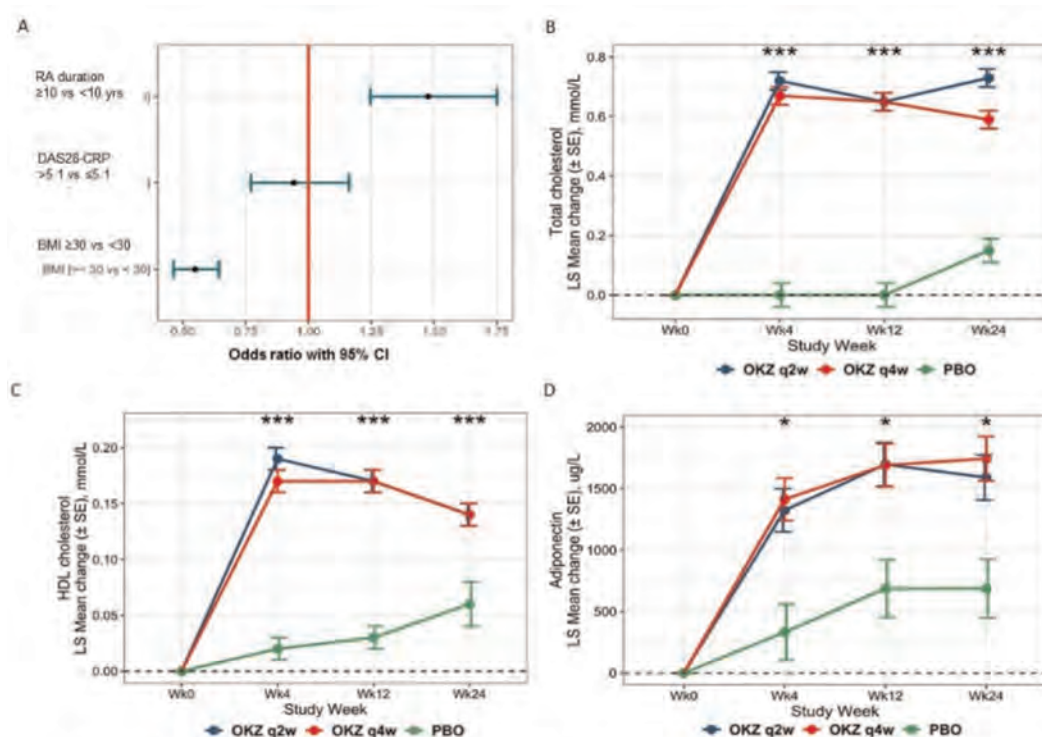 A
RA duration
≥10 vs <10 yrs
DAS28-CRP
>5.1 vs ≤5.1
BMI ≥30 vs <30
BMI (>= 30 vs < 30)
0.50 0.75 1.00 1.25 1.50 1.75
Odds ratio with 95% CI
B
*** *** ***
Total cholesterol
LS Mean change (± SE), mmol/L
0.8
0.6
0.4
0.2
0.0
Wk0 Wk4 Wk12 Wk24
Study Week
OKZ q2w OKZ q4w PBO
C
*** *** ***
HDL cholesterol
LS Mean change (± SE), mmol/L
0.20
0.15
0.10
0.05
0.00
Wk0 Wk4 Wk12 Wk24
Study Week
OKZ q2w OKZ q4w PBO
D
* * *
Adiponectin
LS Mean change (± SE), ug/L
2000
1500
1000
500
0
Wk0 Wk4 Wk12 Wk24
Study Week
OKZ q2w OKZ q4w PBO